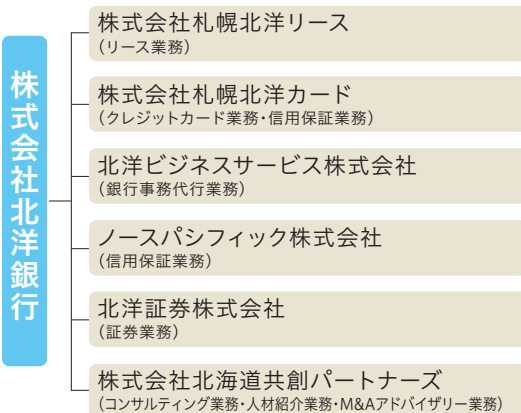 株式会社北洋銀行
株式会社札幌北洋リース
(リース業務)
株式会社札幌北洋カード
(クレジットカード業務・信用保証業務)
北洋ビジネスサービス株式会社
(銀行事務代行業務)
ノースパシフィック株式会社
(信用保証業務)
北洋証券株式会社
(証券業務)
株式会社北海道共創パートナーズ
(コンサルティング業務・人材紹介業務・M&Aアドバイザリー業務)